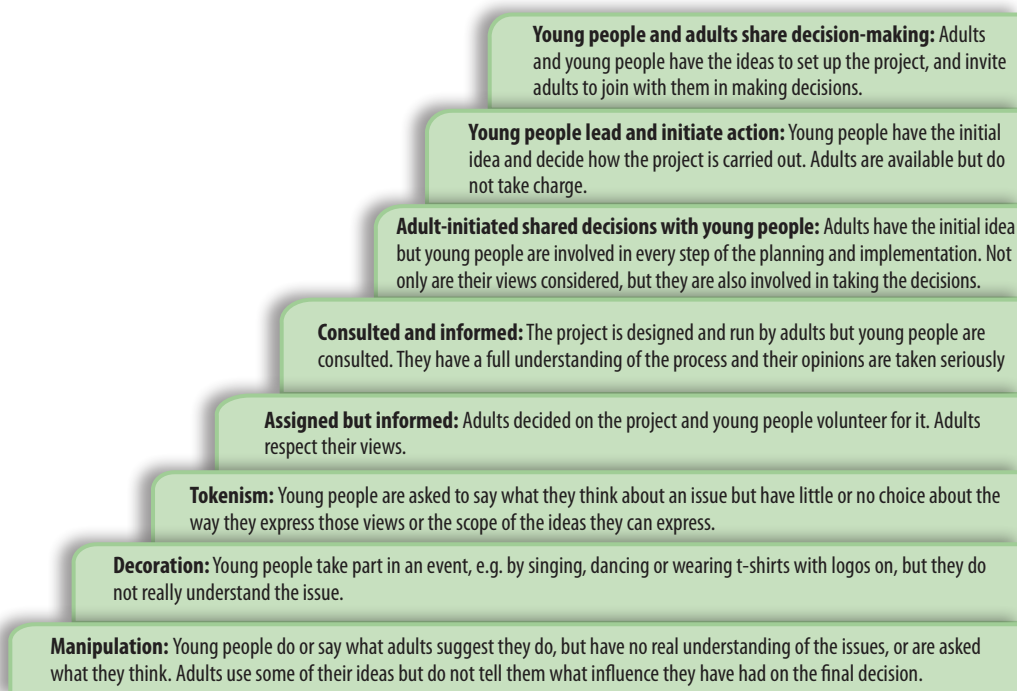 Young people and adults share decision-making: Adults
and young people have the ideas to set up the project, and invite
adults to join with them in making decisions.
Young people lead and initiate action: Young people have the initial
idea and decide how the project is carried out. Adults are available but do
not take charge.
Adult-initiated shared decisions with young people: Adults have the initial idea
but young people are involved in every step of the planning and implementation. Not
only are their views considered, but they are also involved in taking the decisions.
Consulted and informed: The project is designed and run by adults but young people are
consulted. They have a full understanding of the process and their opinions are taken seriously
Assigned but informed: Adults decided on the project and young people volunteer for it. Adults
respect their views.
Tokenism: Young people are asked to say what they think about an issue but have little or no choice about the
way they express those views or the scope of the ideas they can express.
Decoration: Young people take part in an event, e.g. by singing, dancing or wearing t-shirts with logos on, but they do
not really understand the issue.
Manipulation: Young people do or say what adults suggest they do, but have no real understanding of the issues, or are asked
what they think. Adults use some of their ideas but do not tell them what influence they have had on the final decision.